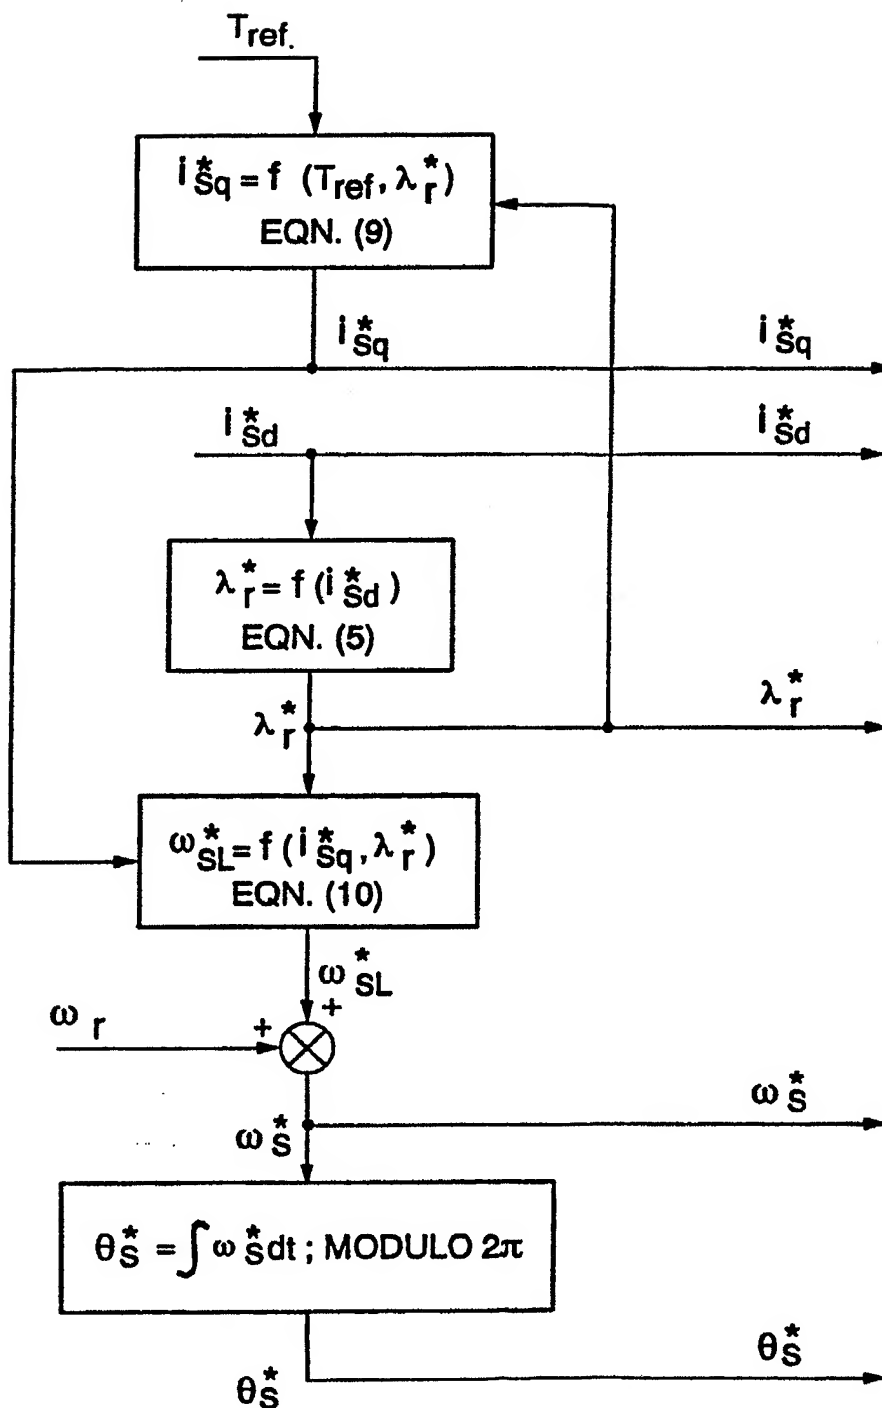 T_ref.
i*_Sq = f (T_ref, λ*_r)
EQN. (9)
i*_Sq
i*_Sq
i*_Sd
i*_Sd
λ*_r = f(i*_Sd)
EQN. (5)
λ*_r
λ*_r
ω*_SL = f(i*_Sq, λ*_r)
EQN. (10)
ω*_SL
+
ω_r
+
ω*_S
ω*_S
θ*_S = ∫ ω*_S dt ; MODULO 2π
θ*_S
θ*_S